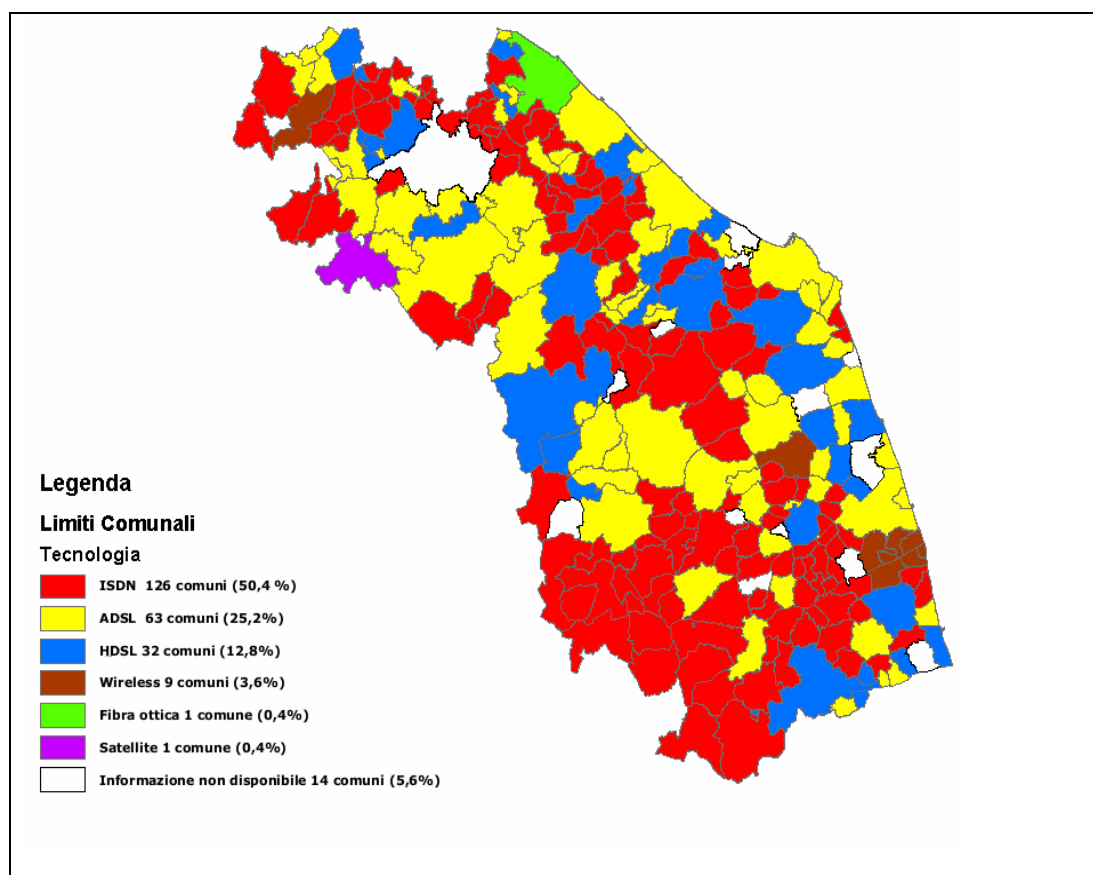 Legenda
Limiti Comunali
Tecnologia
ISDN 126 comuni (50,4 %)
ADSL 63 comuni (25,2%)
HDSL 32 comuni (12,8%)
Wireless 9 comuni (3,6%)
Fibra ottica 1 comune (0,4%)
Satellite 1 comune (0,4%)
Informazione non disponibile 14 comuni (5,6%)